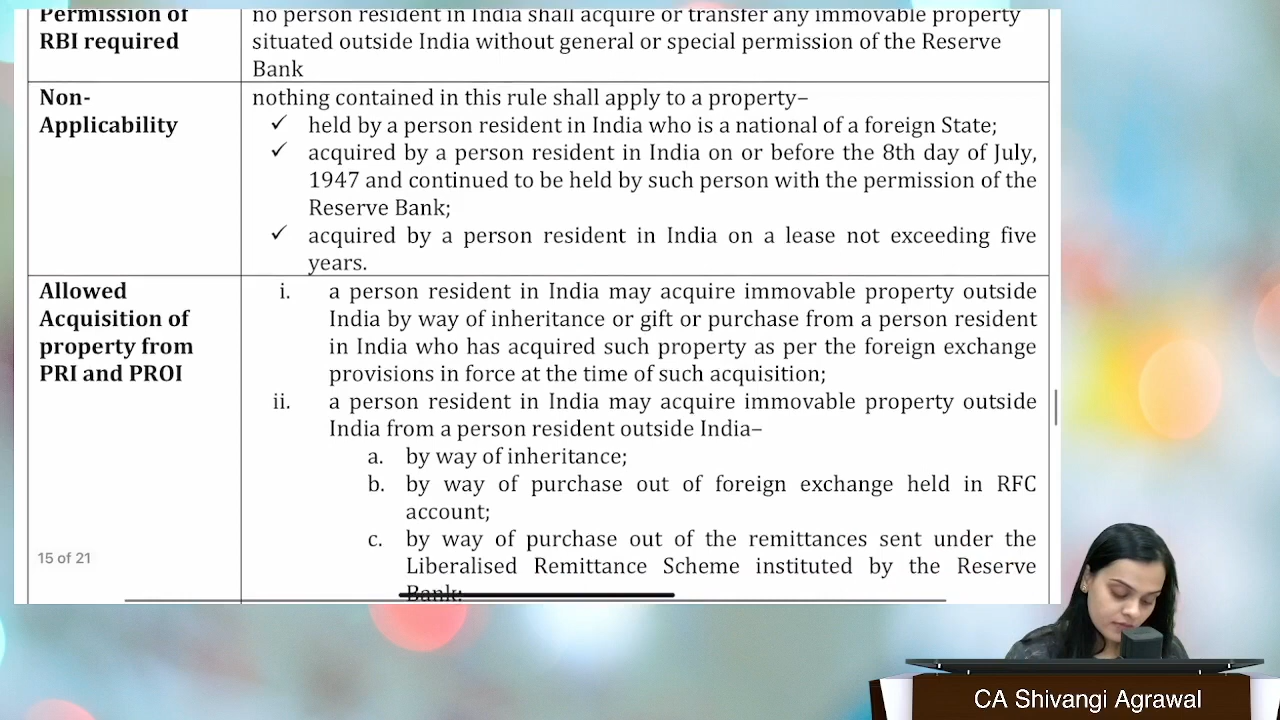 Permission of
RBI required
no person resident in India shall acquire or transfer any immovable property
situated outside India without general or special permission of the Reserve
Bank
Non-
Applicability
nothing contained in this rule shall apply to a property–
✓ held by a person resident in India who is a national of a foreign State;
✓ acquired by a person resident in India on or before the 8th day of July,
1947 and continued to be held by such person with the permission of the
Reserve Bank;
✓ acquired by a person resident in India on a lease not exceeding five
years.
Allowed
Acquisition of
property from
PRI and PROI
i. a person resident in India may acquire immovable property outside
India by way of inheritance or gift or purchase from a person resident
in India who has acquired such property as per the foreign exchange
provisions in force at the time of such acquisition;
ii. a person resident in India may acquire immovable property outside
India from a person resident outside India–
a. by way of inheritance;
b. by way of purchase out of foreign exchange held in RFC
account;
c. by way of purchase out of the remittances sent under the
Liberalised Remittance Scheme instituted by the Reserve
Bank;
15 of 21
CA Shivangi Agrawal